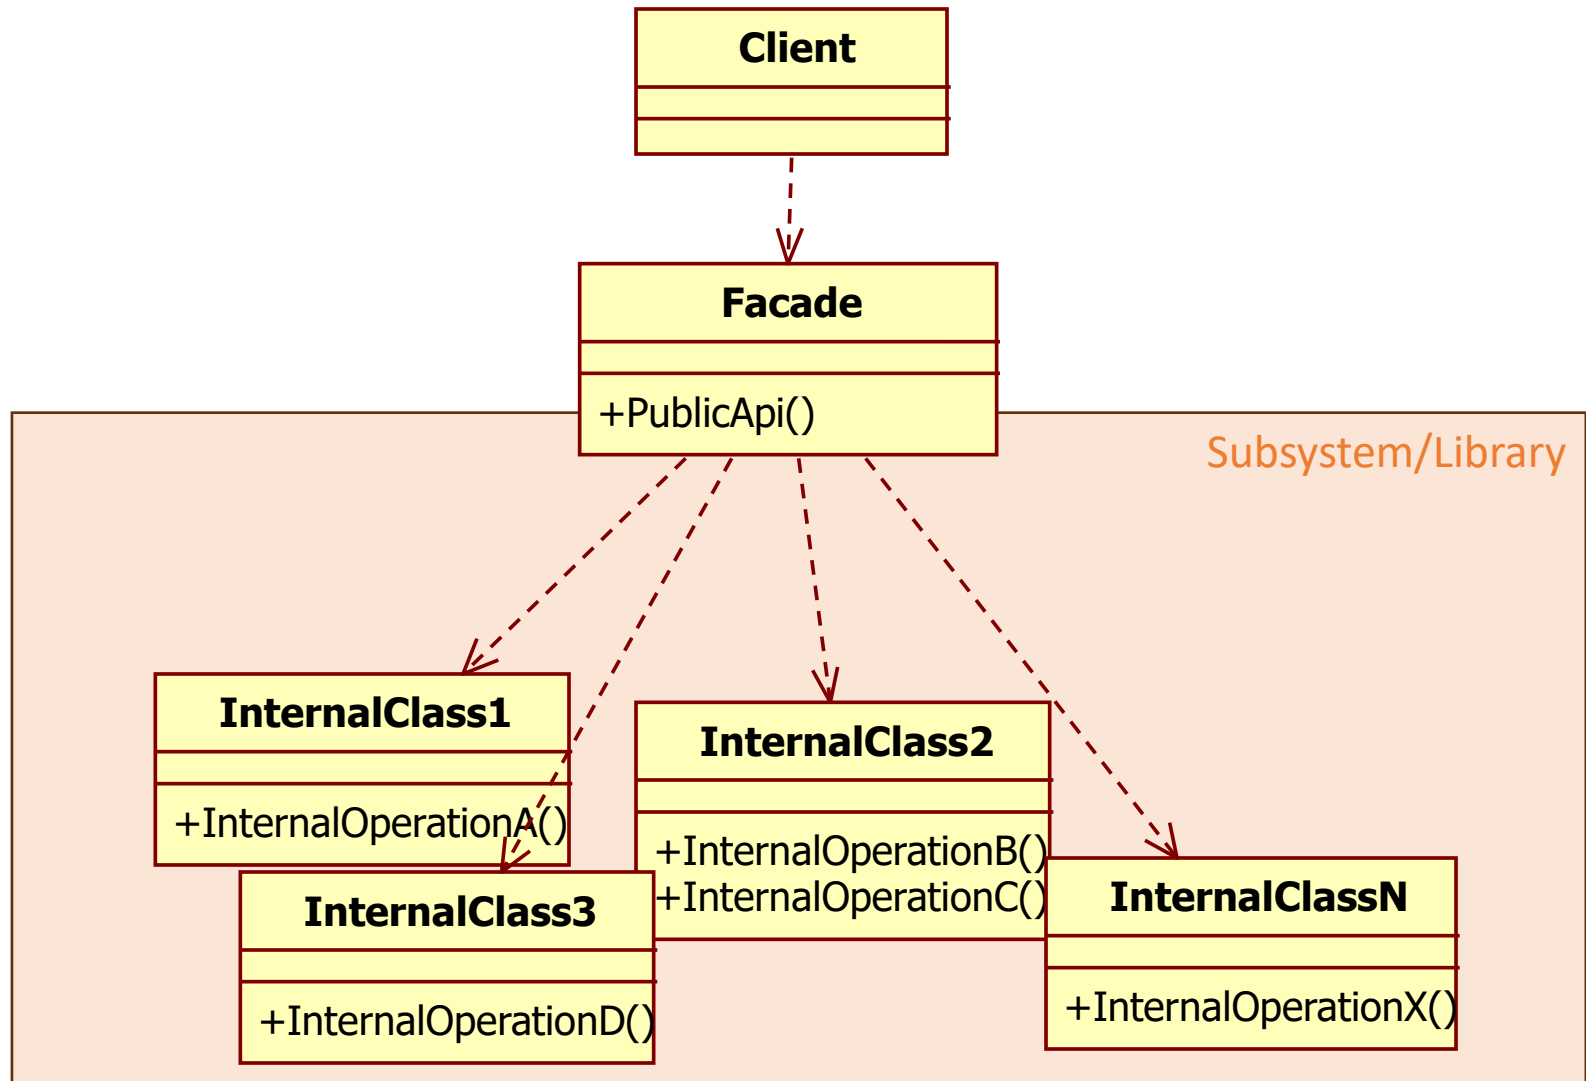 Client
Facade
+PublicApi()
Subsystem/Library
InternalClass1
+InternalOperationA()
InternalClass2
+InternalOperationB()
+InternalOperationC()
InternalClass3
+InternalOperationD()
InternalClassN
+InternalOperationX()